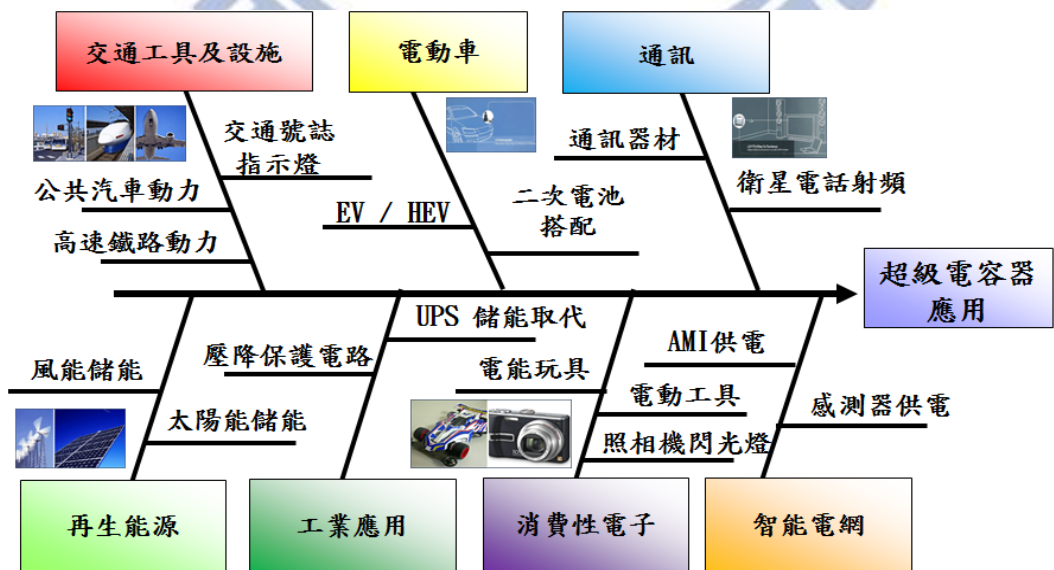 交通工具及設施
電動車
通訊
交通號誌
指示燈
通訊器材
公共汽車動力
EV / HEV
二次電池
搭配
衛星電話射頻
高速鐵路動力
超級電容器
應用
UPS 儲能取代
風能儲能
壓降保護電路
電能玩具
AMI供電
太陽能儲能
電動工具
感測器供電
照相機閃光燈
再生能源
工業應用
消費性電子
智能電網